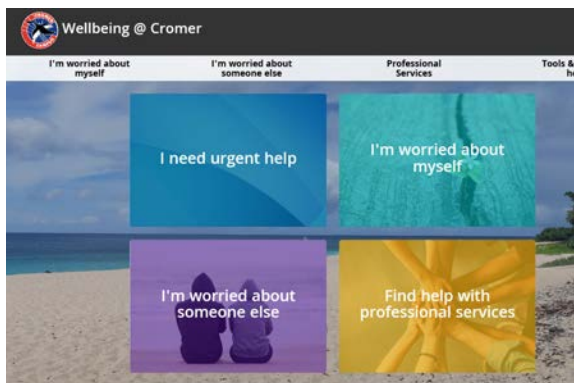 Wellbeing @ Cromer
I'm worried about
myself
I'm worried about
someone else
Professional
Services
Tools &
I need urgent help
I'm worried about
myself
I'm worried about
someone else
Find help with
professional services